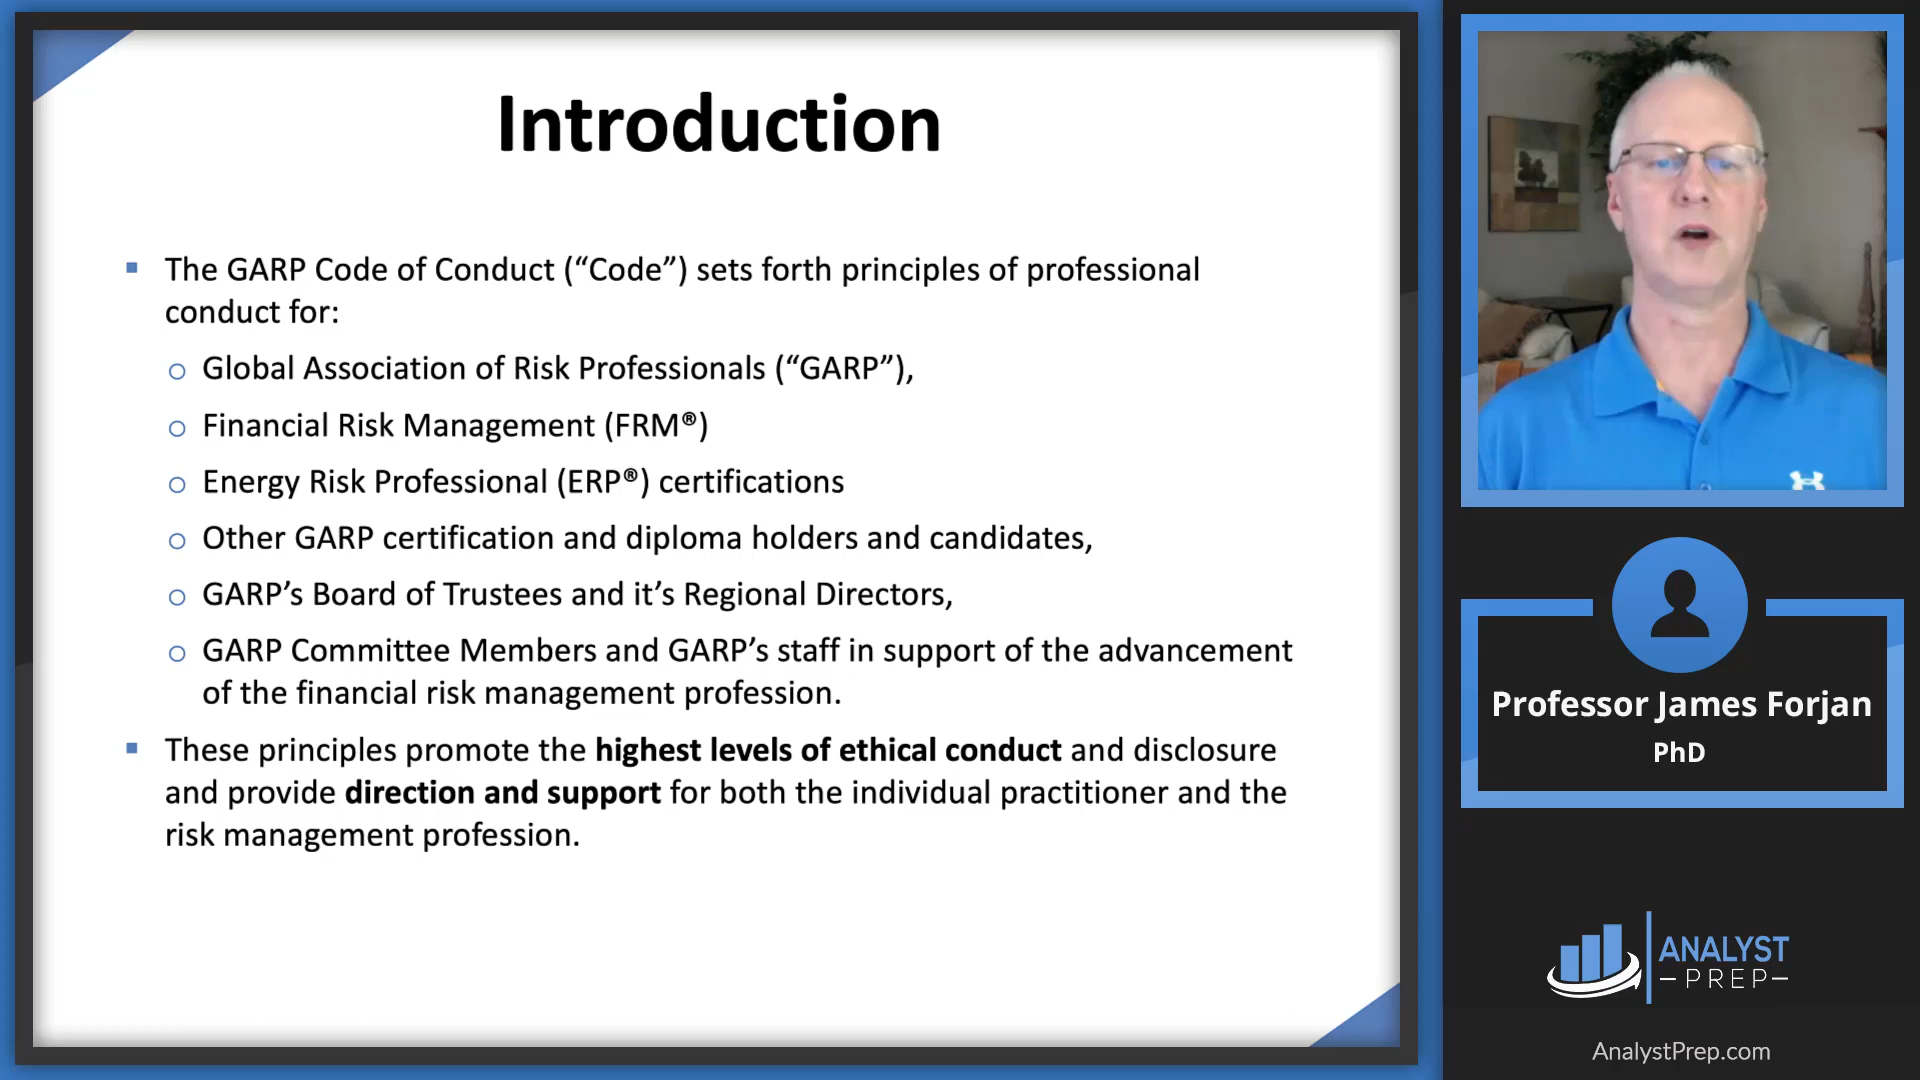 Introduction
▪ The GARP Code of Conduct (“Code”) sets forth principles of professional
conduct for:
o Global Association of Risk Professionals (“GARP”),
o Financial Risk Management (FRM®)
o Energy Risk Professional (ERP®) certifications
o Other GARP certification and diploma holders and candidates,
o GARP’s Board of Trustees and it’s Regional Directors,
o GARP Committee Members and GARP’s staff in support of the advancement
of the financial risk management profession.
▪ These principles promote the highest levels of ethical conduct and disclosure
and provide direction and support for both the individual practitioner and the
risk management profession.
Professor James Forjan
PhD
ANALYST
PREP
AnalystPrep.com